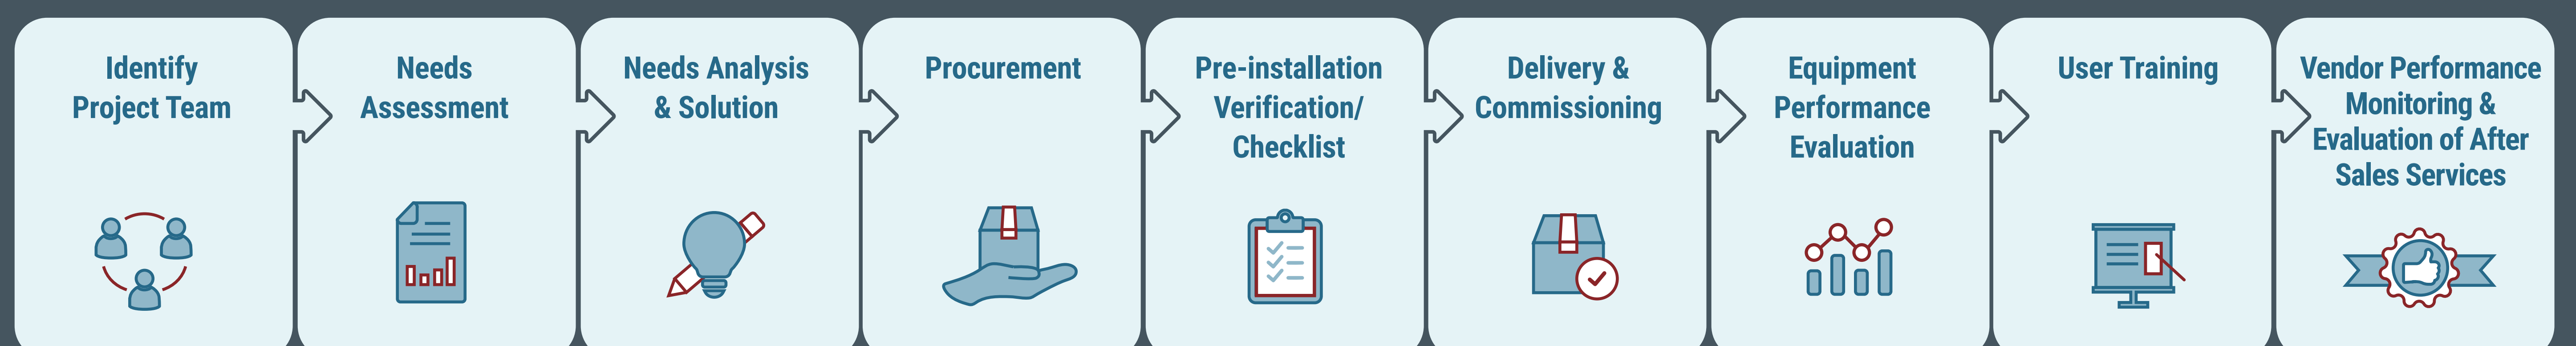 Identify
Project Team
Needs
Assessment
Needs Analysis
& Solution
Procurement
Pre-installation
Verification/
Checklist
Delivery &
Commissioning
Equipment
Performance
Evaluation
User Training
Vendor Performance
Monitoring &
Evaluation of After
Sales Services